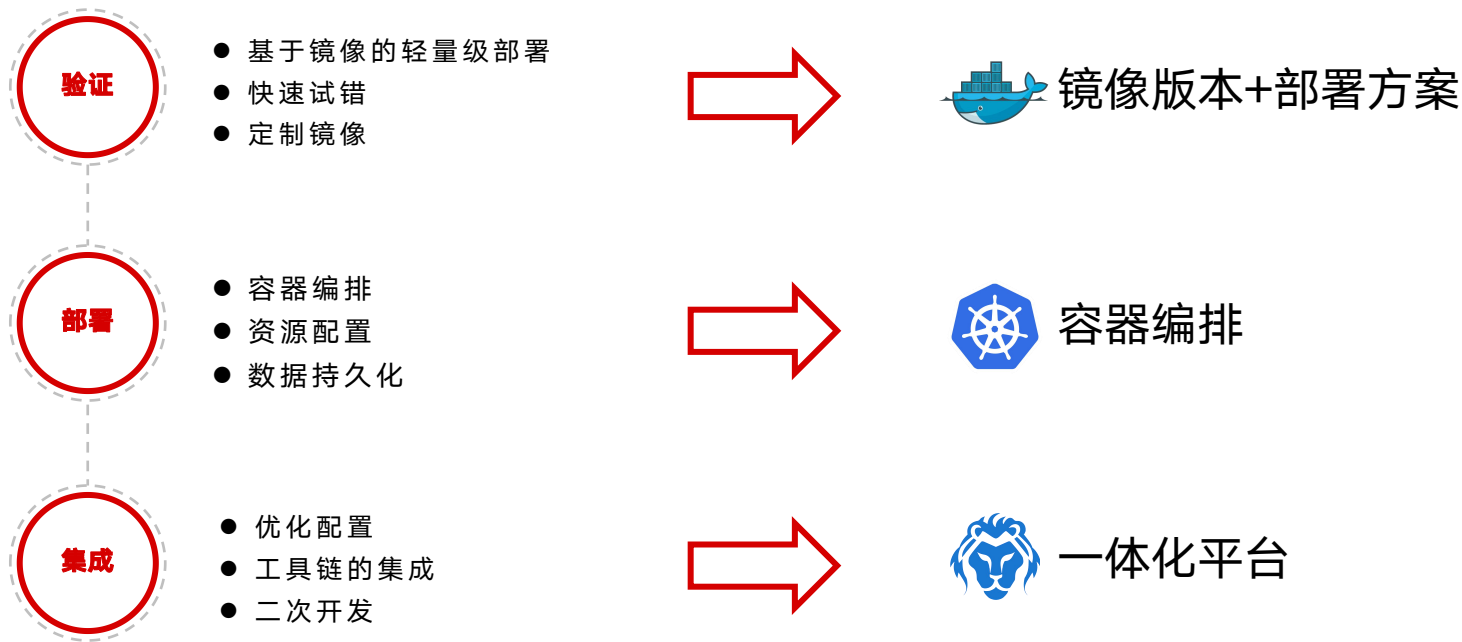 验证
● 基于镜像的轻量级部署
● 快速试错
● 定制镜像
镜像版本+部署方案
部署
● 容器编排
● 资源配置
● 数据持久化
容器编排
集成
● 优化配置
● 工具链的集成
● 二次开发
一体化平台